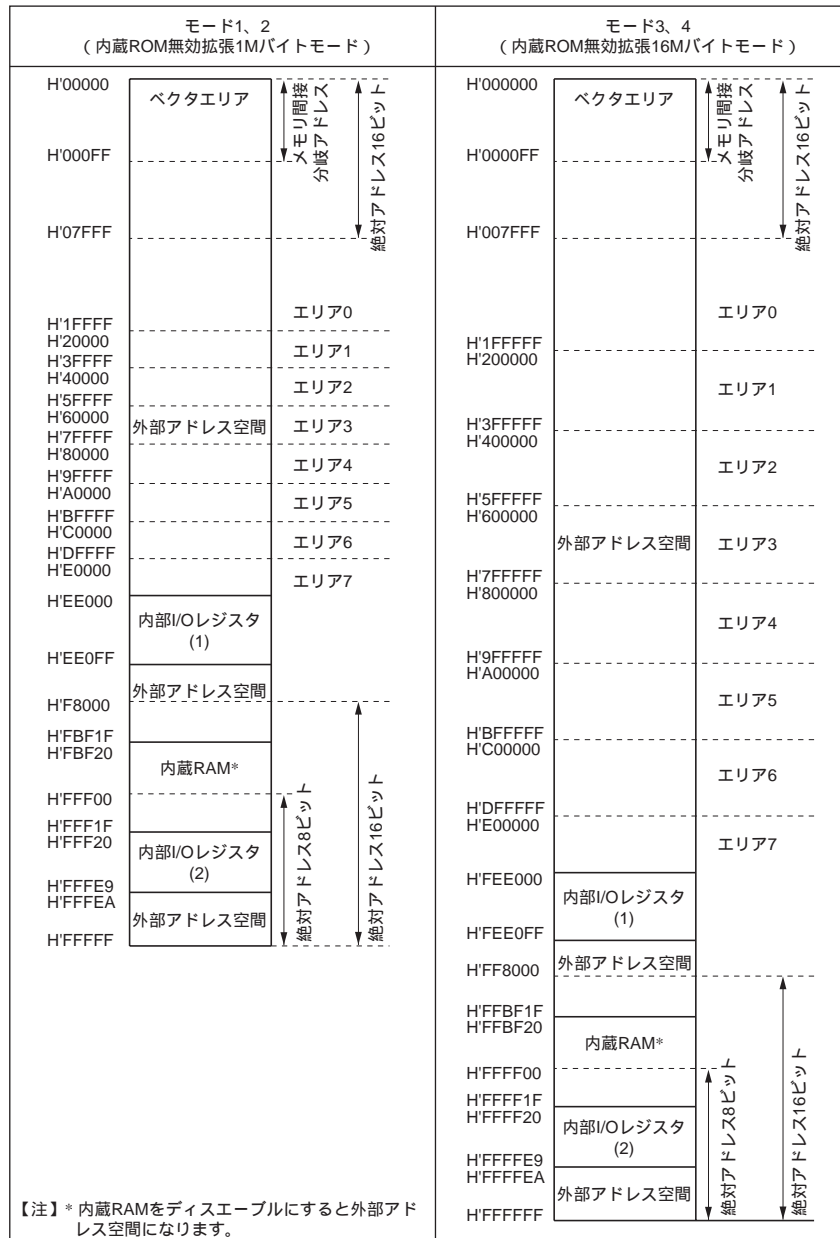 モード1、2
(内蔵ROM無効拡張1Mバイトモード)
H'00000
ベクタエリア
メモリ間接
分岐アドレス
絶対アドレス16ビット
H'000FF
H'07FFF
エリア0
H'1FFFF
H'20000
エリア1
H'3FFFF
H'40000
エリア2
H'5FFFF
H'60000
外部アドレス空間
エリア3
H'7FFFF
H'80000
エリア4
H'9FFFF
H'A0000
エリア5
H'BFFFF
H'C0000
エリア6
H'DFFFF
H'E0000
エリア7
H'EE000
内部I/Oレジスタ
(1)
H'EE0FF
外部アドレス空間
H'F8000
H'FBF1F
H'FBF20
内蔵RAM*
H'FFF00
H'FFF1F
H'FFF20
内部I/Oレジスタ
(2)
H'FFFE9
H'FFFEA
外部アドレス空間
H'FFFFF
絶対アドレス8ビット
絶対アドレス16ビット
【注】* 内蔵RAMをディスエーブルにすると外部アド
レス空間になります。
モード3、4
(内蔵ROM無効拡張16Mバイトモード)
H'000000
ベクタエリア
メモリ間接
分岐アドレス
絶対アドレス16ビット
H'0000FF
H'007FFF
エリア0
H'1FFFFF
H'200000
エリア1
H'3FFFFF
H'400000
エリア2
H'5FFFFF
H'600000
外部アドレス空間
エリア3
H'7FFFFF
H'800000
エリア4
H'9FFFFF
H'A00000
エリア5
H'BFFFFF
H'C00000
エリア6
H'DFFFFF
H'E00000
エリア7
H'FEE000
内部I/Oレジスタ
(1)
H'FEE0FF
外部アドレス空間
H'FF8000
H'FFBF1F
H'FFBF20
内蔵RAM*
H'FFFF00
H'FFFF1F
H'FFFF20
内部I/Oレジスタ
(2)
H'FFFFE9
H'FFFFEA
外部アドレス空間
H'FFFFFF
絶対アドレス8ビット
絶対アドレス16ビット